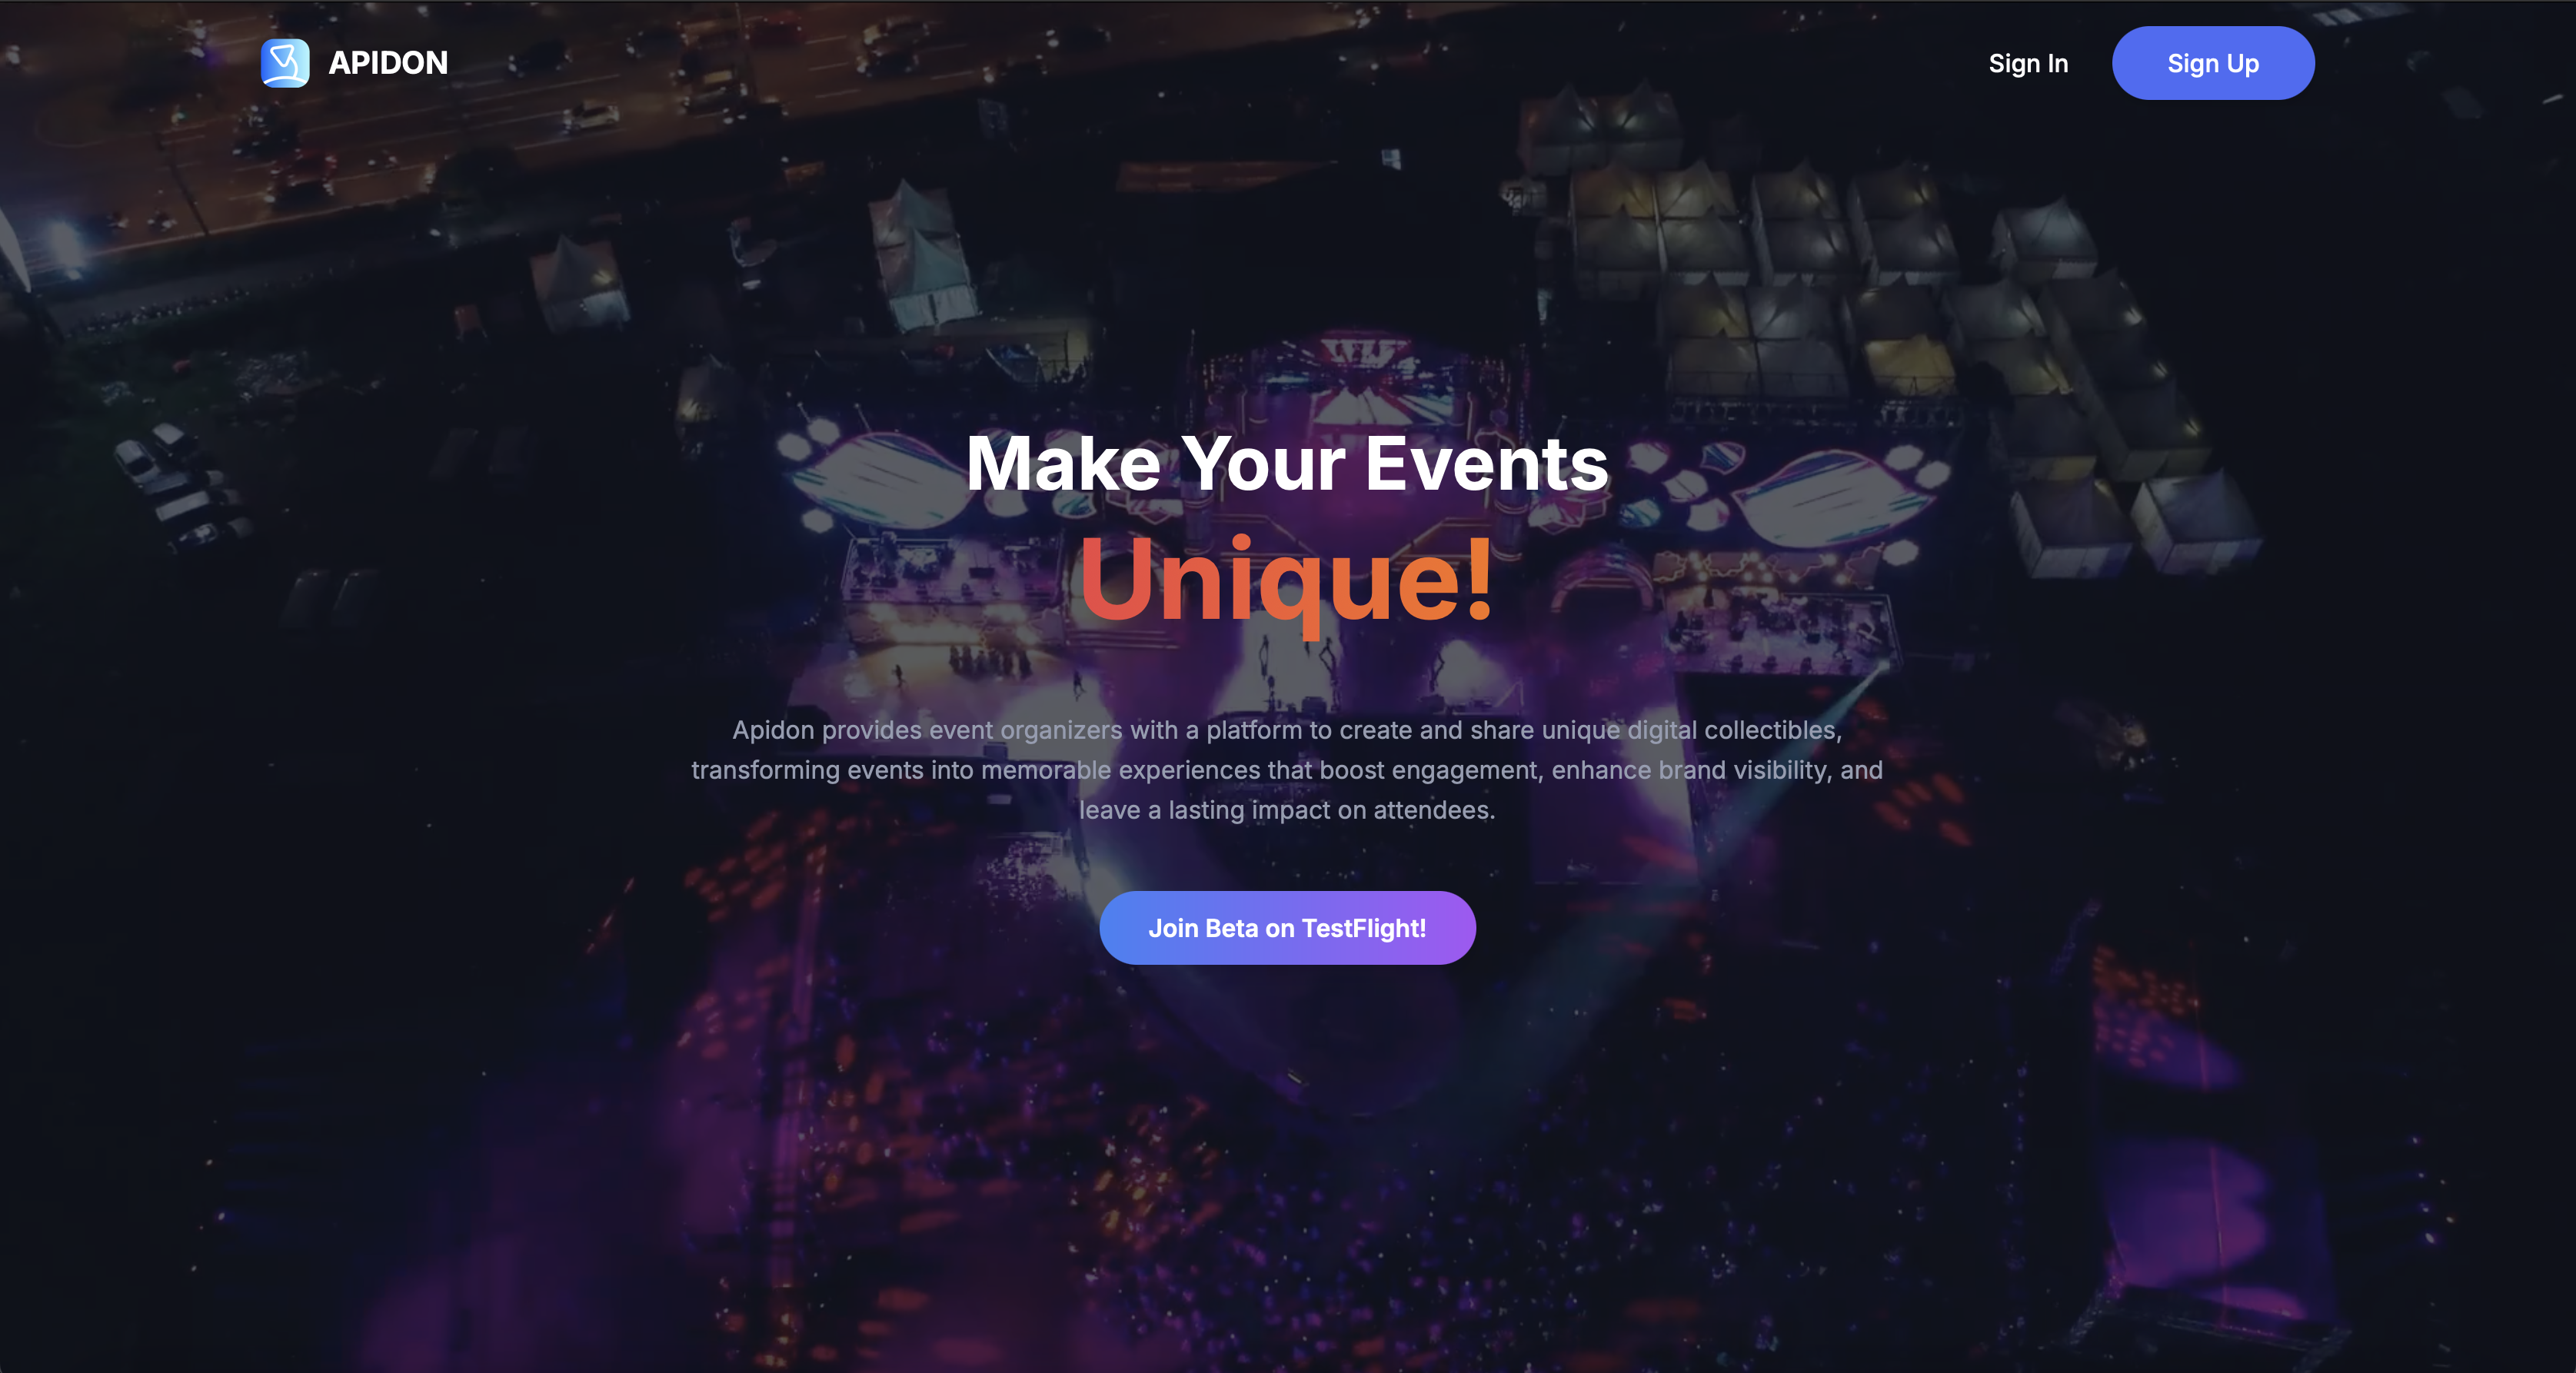 APIDON
Sign In
Sign Up
Make Your Events
Unique!
Apidon provides event organizers with a platform to create and share unique digital collectibles,
transforming events into memorable experiences that boost engagement, enhance brand visibility, and
leave a lasting impact on attendees.
Join Beta on TestFlight!